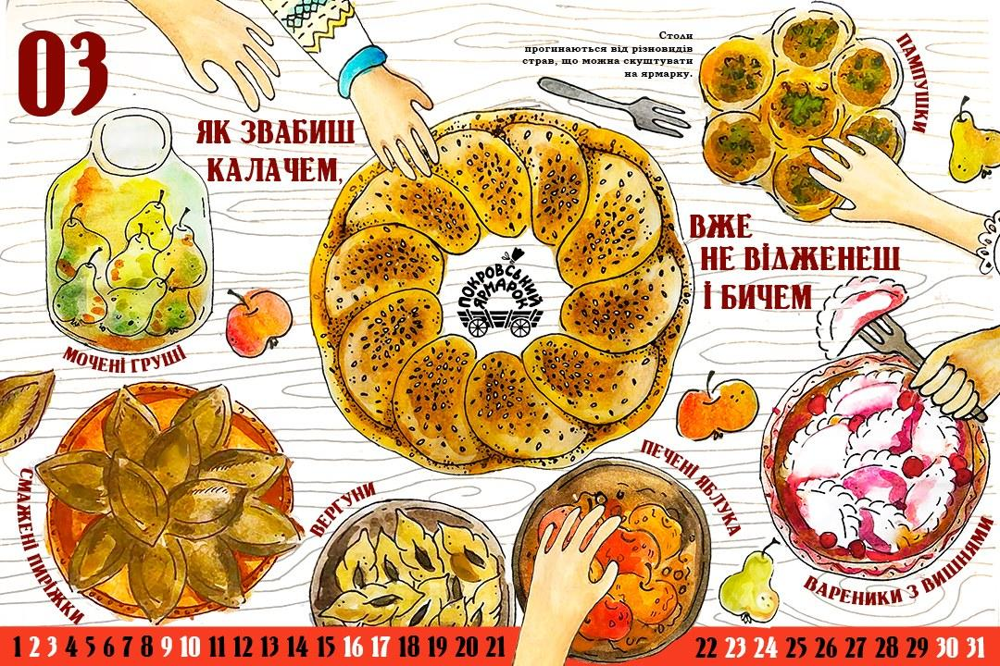 03
Столи
прогинаються від різновидів
страв, що можна скуштувати
на ярмарку.
ПАМПУШКИ
ЯК ЗВАБИШ
КАЛАЧЕМ,
ВЖЕ
НЕ ВІДЖЕНЕШ
І БИЧЕМ
ПОКРОВСЬКИЙ
ЯРМАРОК
МОЧЕНІ ГРУШІ
СМАЖЕНІ ПИРІЖКИ
ВЕРГУНИ
ПЕЧЕНІ ЯБЛУКА
ВАРЕНИКИ З ВИШНЯМИ
1 2 3 4 5 6 7 8 9 10 11 12 13 14 15 16 17 18 19 20 21 22 23 24 25 26 27 28 29 30 31